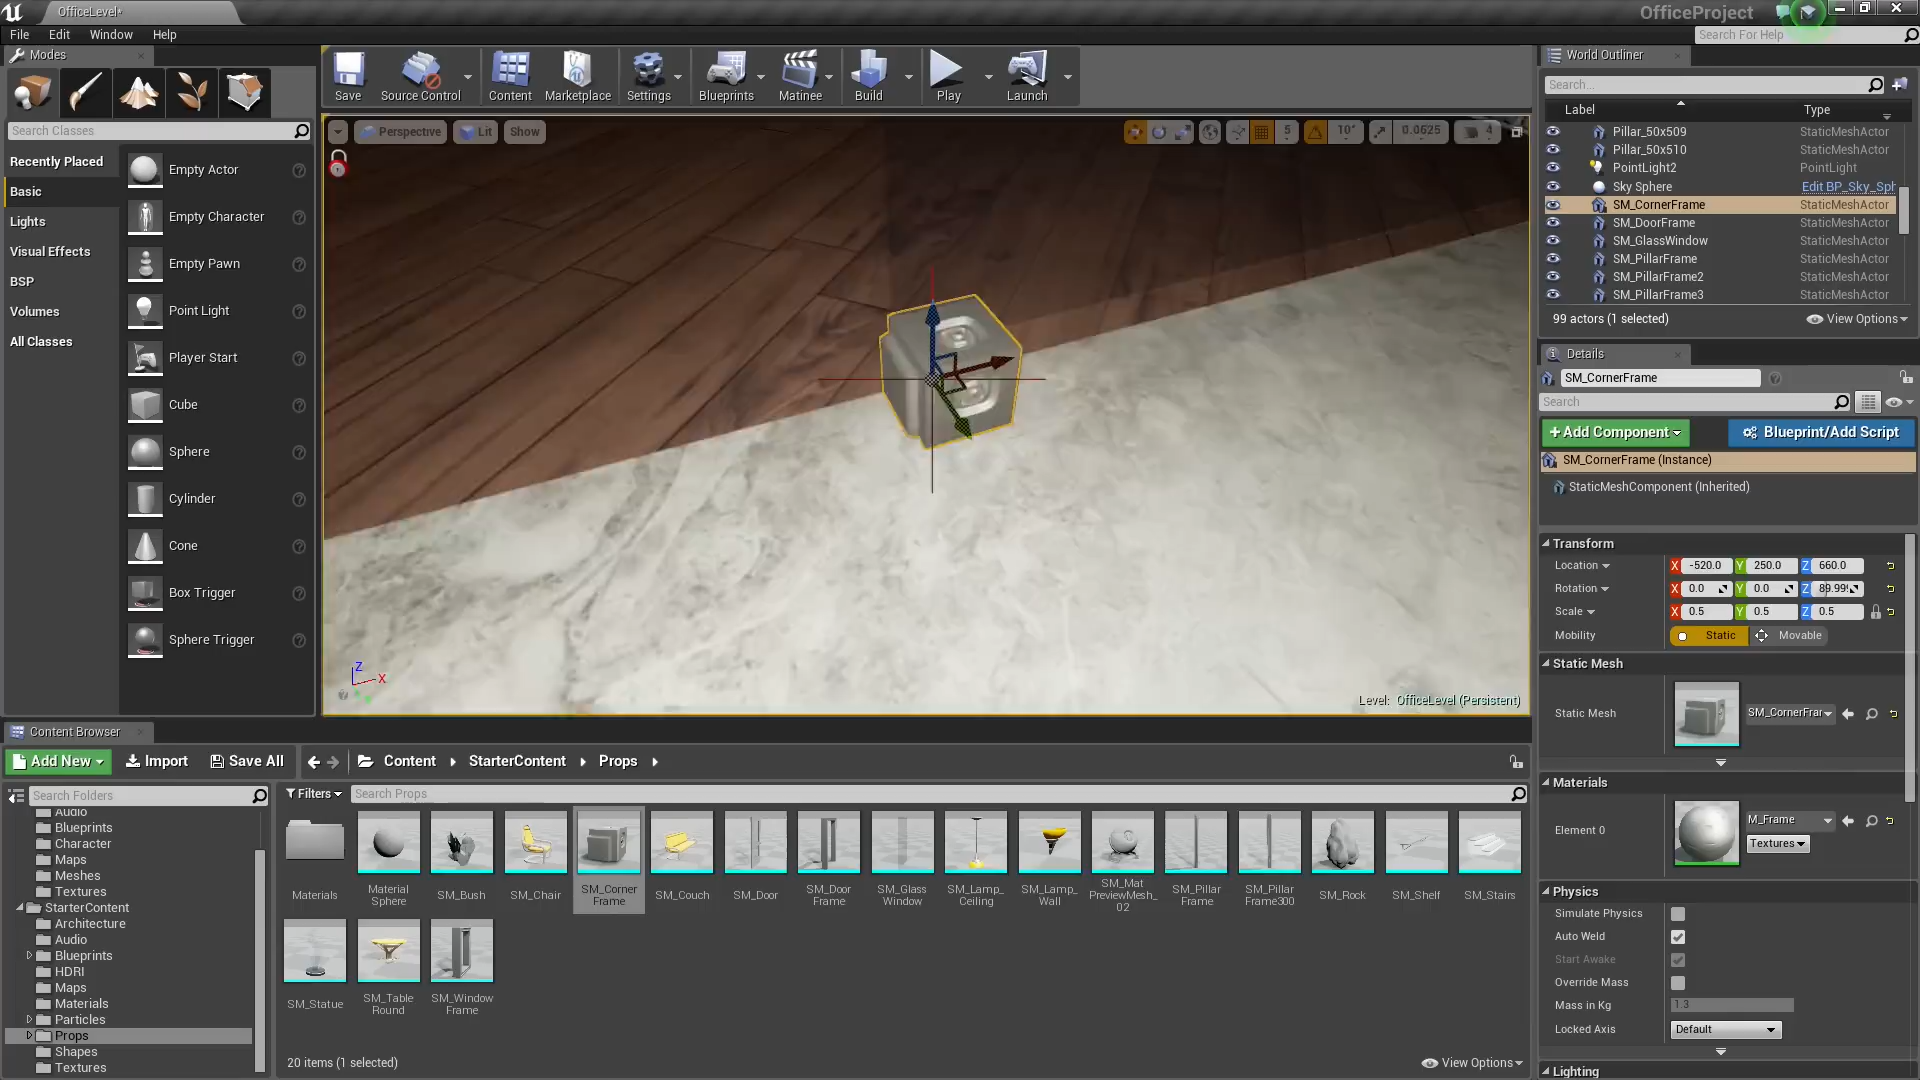 OfficeLevel*
OfficeProject
File Edit Window Help
Search For Help
Modes
Search Classes
Recently Placed
Basic
Lights
Visual Effects
BSP
Volumes
All Classes
Empty Actor
Empty Character
Empty Pawn
Point Light
Player Start
Cube
Sphere
Cylinder
Cone
Box Trigger
Sphere Trigger
Save Source Control Content Marketplace Settings Blueprints Matinee Build Play Launch
Perspective Lit Show
5 10° 0.0625 4
Z
X
Level: OfficeLevel (Persistent)
World Outliner
Search...
Label Type
Pillar_50x509 StaticMeshActor
Pillar_50x510 StaticMeshActor
PointLight2 PointLight
Sky Sphere Edit BP_Sky_Sph
SM_CornerFrame StaticMeshActor
SM_DoorFrame StaticMeshActor
SM_GlassWindow StaticMeshActor
SM_PillarFrame StaticMeshActor
SM_PillarFrame2 StaticMeshActor
SM_PillarFrame3 StaticMeshActor
99 actors (1 selected) View Options
Details
SM_CornerFrame
Search
+Add Component Blueprint/Add Script
SM_CornerFrame (Instance)
StaticMeshComponent (Inherited)
Transform
Location X -520.0 Y 250.0 Z 660.0
Rotation X 0.0 Y 0.0 Z 89.99
Scale X 0.5 Y 0.5 Z 0.5
Mobility Static Movable
Static Mesh
Static Mesh SM_CornerFrar
Materials
Element 0 M_Frame
Textures
Physics
Simulate Physics
Auto Weld
Start Awake
Override Mass
Mass in Kg 1.3
Locked Axis Default
Lighting
Content Browser
Add New Import Save All Content StarterContent Props
Search Folders
Filters Search Props
Audio
Blueprints
Character
Maps
Meshes
Textures
StarterContent
Architecture
Audio
Blueprints
HDRI
Maps
Materials
Particles
Props
Shapes
Textures
Materials
Material
Sphere
SM_Bush
SM_Chair
SM_Corner
Frame
SM_Couch
SM_Door
SM_Door
Frame
SM_Glass
Window
SM_Lamp_
Ceiling
SM_Lamp_
Wall
SM_Mat
PreviewMesh_
02
SM_Pillar
Frame
SM_Pillar
Frame300
SM_Rock
SM_Shelf
SM_Stairs
SM_Statue
SM_Table
Round
SM_Window
Frame
20 items (1 selected) View Options